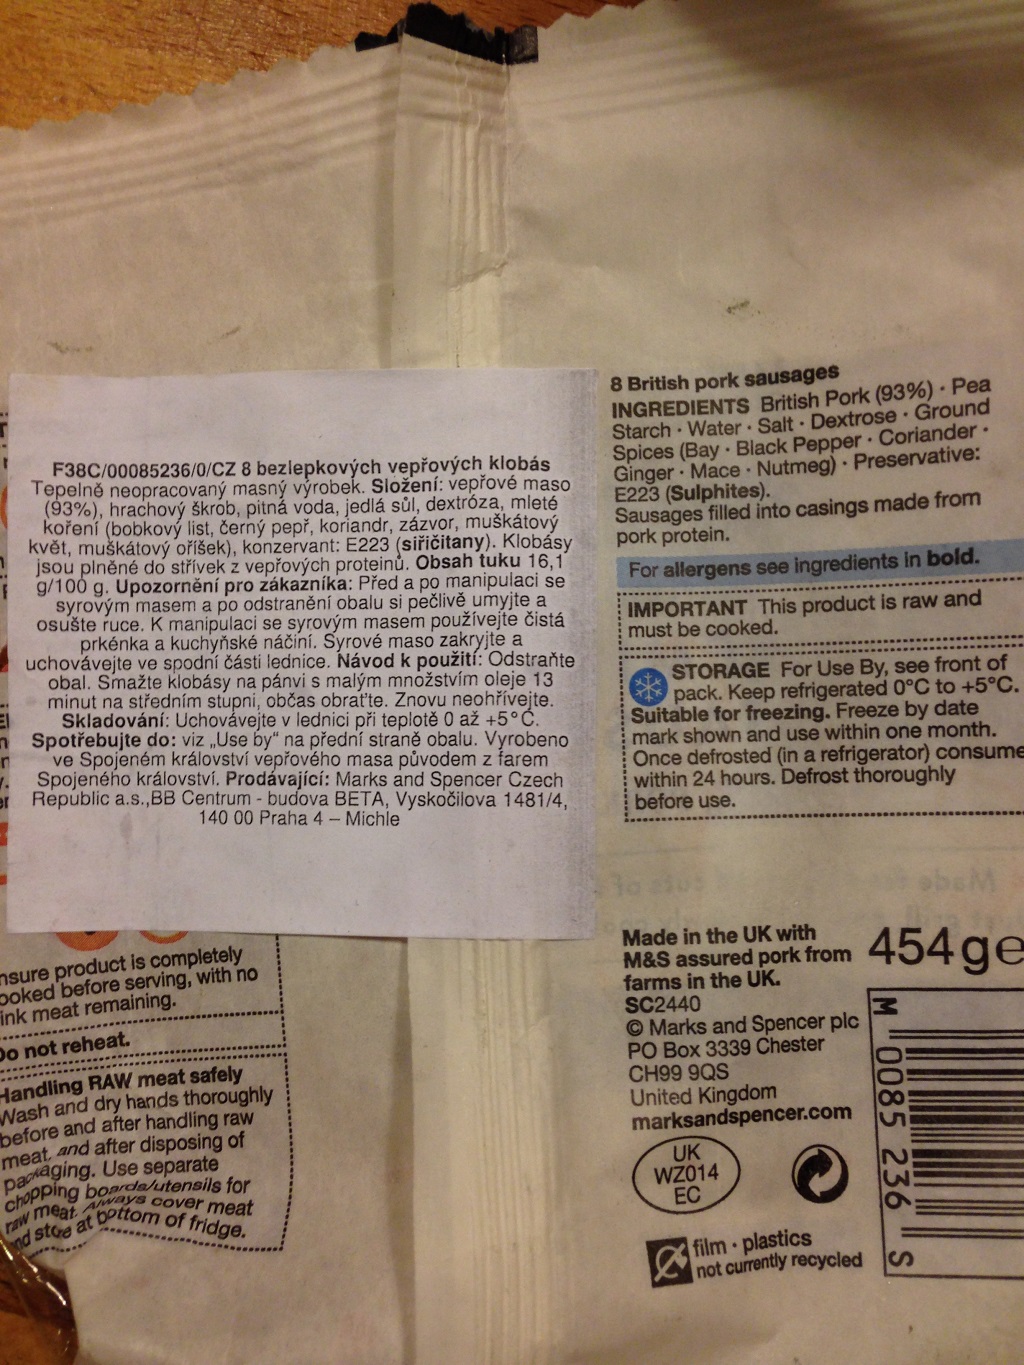 F38C/00085236/0/CZ 8 bezlepkových vepřových klobás
Tepelně neopracovaný masný výrobek. Složení: vepřové maso
(93%), hrachový škrob, pitná voda, jedlá sůl, dextróza, mleté
koření (bobkový list, černý pepř, koriandr, zázvor, muškátový
květ, muškátový oříšek), konzervant: E223 (siřičitany). Klobásy
jsou plněné do střívek z vepřových proteinů. Obsah tuku 16,1
g/100 g. Upozornění pro zákazníka: Před a po manipulaci se
syrovým masem a po odstranění obalu si pečlivě umyjte a
osušte ruce. K manipulaci se syrovým masem používejte čistá
prkénka a kuchyňské náčiní. Syrové maso zakryjte a
uchovávejte ve spodní části lednice. Návod k použití: Odstraňte
obal. Smažte klobásy na pánvi s malým množstvím oleje 13
minut na středním stupni, občas obraťte. Znovu neohřívejte.
Skladování: Uchovávejte v lednici při teplotě 0 až +5°C.
Spotřebujte do: viz „Use by“ na přední straně obalu. Vyrobeno
ve Spojeném království vepřového masa původem z farem
Spojeného království. Prodávající: Marks and Spencer Czech
Republic a.s.,BB Centrum - budova BETA, Vyskočilova 1481/4,
140 00 Praha 4 – Michle
product is completely
before serving, with no
meat remaining.
not reheat.
Handling RAW meat safely
Wash and dry hands thoroughly
before and after handling raw
meat, and after disposing of
packaging. Use separate
chopping boards/utensils for
raw meat. Always cover meat
store at bottom of fridge.
8 British pork sausages
INGREDIENTS British Pork (93%) · Pea
Starch · Water · Salt · Dextrose · Ground
Spices (Bay · Black Pepper · Coriander ·
Ginger · Mace · Nutmeg) · Preservative:
E223 (Sulphites).
Sausages filled into casings made from
pork protein.
For allergens see ingredients in bold.
IMPORTANT This product is raw and
must be cooked.
STORAGE For Use By, see front of
pack. Keep refrigerated 0°C to +5°C.
Suitable for freezing. Freeze by date
mark shown and use within one month.
Once defrosted (in a refrigerator) consume
within 24 hours. Defrost thoroughly
before use.
Made in the UK with
M&S assured pork from
farms in the UK.
SC2440
© Marks and Spencer plc
PO Box 3339 Chester
CH99 9QS
United Kingdom
marksandspencer.com
454g℮
UK
WZ014
EC
film · plastics
not currently recycled
M 0085 236 S